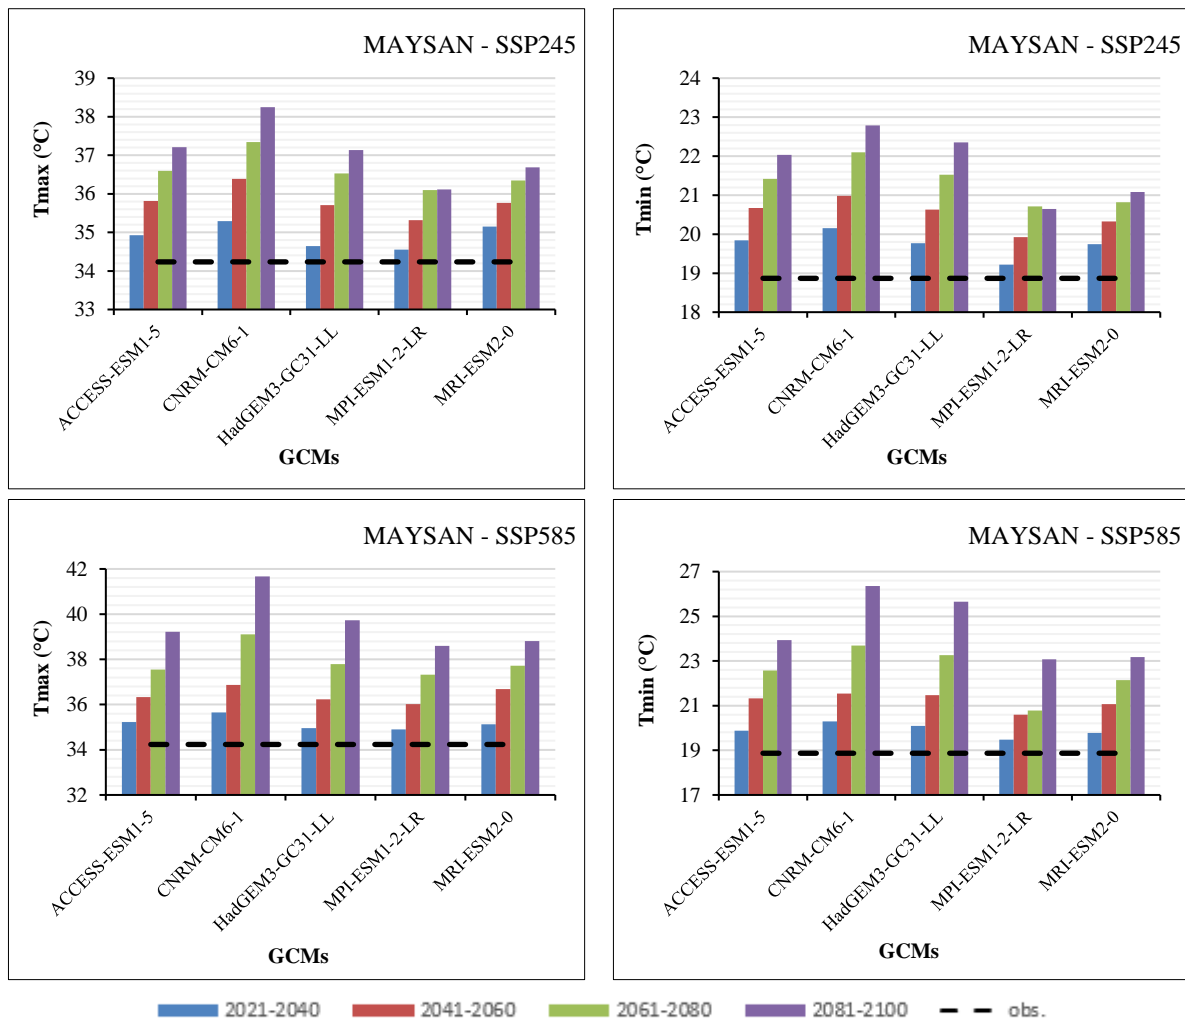 MAYSAN - SSP245
39
38
37
36
35
34
33
Tmax (°C)
ACCESS-ESM1-5
CNRM-CM6-1
HadGEM3-GC31-LL
MPI-ESM1-2-LR
MRI-ESM2-0
GCMs
MAYSAN - SSP245
24
23
22
21
20
19
18
Tmin (°C)
ACCESS-ESM1-5
CNRM-CM6-1
HadGEM3-GC31-LL
MPI-ESM1-2-LR
MRI-ESM2-0
GCMs
MAYSAN - SSP585
42
40
38
36
34
32
Tmax (°C)
ACCESS-ESM1-5
CNRM-CM6-1
HadGEM3-GC31-LL
MPI-ESM1-2-LR
MRI-ESM2-0
GCMs
MAYSAN - SSP585
27
25
23
21
19
17
Tmin (°C)
ACCESS-ESM1-5
CNRM-CM6-1
HadGEM3-GC31-LL
MPI-ESM1-2-LR
MRI-ESM2-0
GCMs
2021-2040 2041-2060 2061-2080 2081-2100 obs.